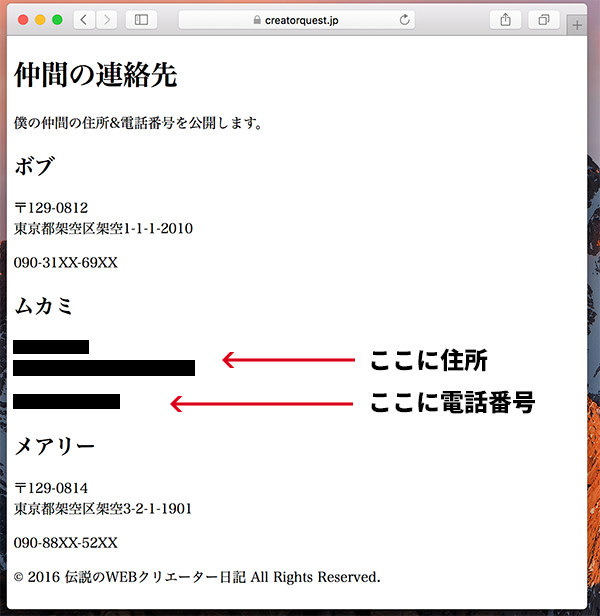 creatorquest.jp
仲間の連絡先
僕の仲間の住所&電話番号を公開します。
ボブ
〒129-0812
東京都架空区架空1-1-1-2010
090-31XX-69XX
ムカミ
ここに住所
ここに電話番号
メアリー
〒129-0814
東京都架空区架空3-2-1-1901
090-88XX-52XX
© 2016 伝説のWEBクリエーター日記 All Rights Reserved.